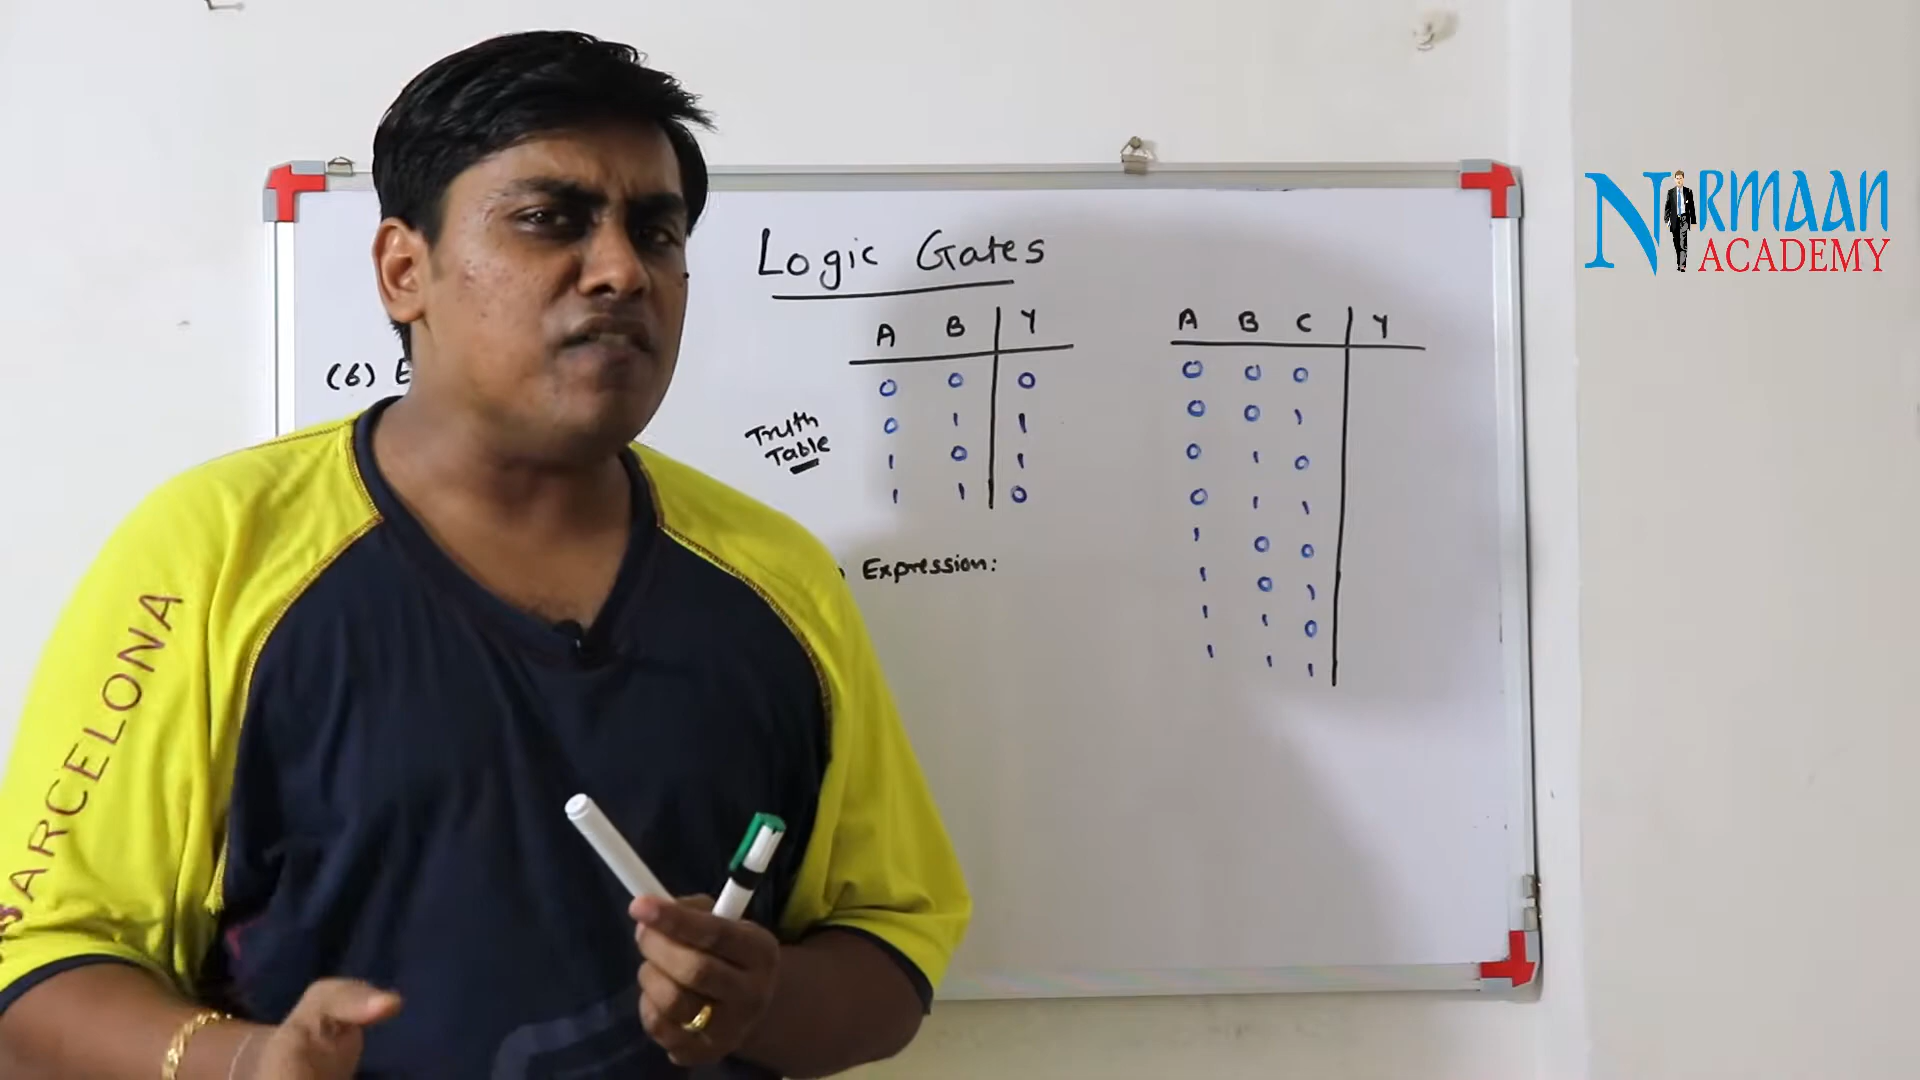 Logic Gates
(6) E
A B Y
0 0 0
0 1 1
1 0 1
1 1 0
Truth
Table
Expression:
A B C Y
0 0 0
0 0 1
0 1 0
0 1 1
1 0 0
1 0 1
1 1 0
1 1 1
NIRMAAN
ACADEMY
BARCELONA